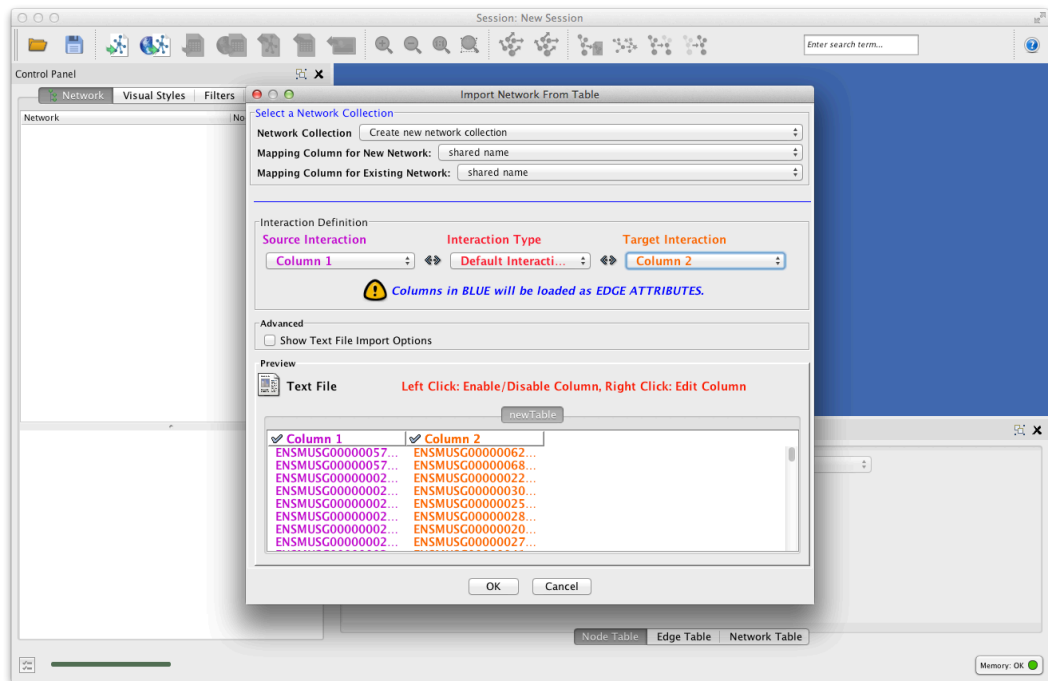 Session: New Session
Enter search term...
Control Panel
Network Visual Styles Filters
Network No
Import Network From Table
Select a Network Collection
Network Collection Create new network collection
Mapping Column for New Network: shared name
Mapping Column for Existing Network: shared name
Interaction Definition
Source Interaction Interaction Type Target Interaction
Column 1 Default Interacti... Column 2
Columns in BLUE will be loaded as EDGE ATTRIBUTES.
Advanced
Show Text File Import Options
Preview
Text File Left Click: Enable/Disable Column, Right Click: Edit Column
newTable
Column 1 Column 2
ENSMUSG00000057... ENSMUSG00000062...
ENSMUSG00000057... ENSMUSG00000068...
ENSMUSG00000002... ENSMUSG00000022...
ENSMUSG00000002... ENSMUSG00000030...
ENSMUSG00000002... ENSMUSG00000025...
ENSMUSG00000002... ENSMUSG00000028...
ENSMUSG00000002... ENSMUSG00000020...
ENSMUSG00000002... ENSMUSG00000027...
OK Cancel
Node Table Edge Table Network Table
Memory: OK